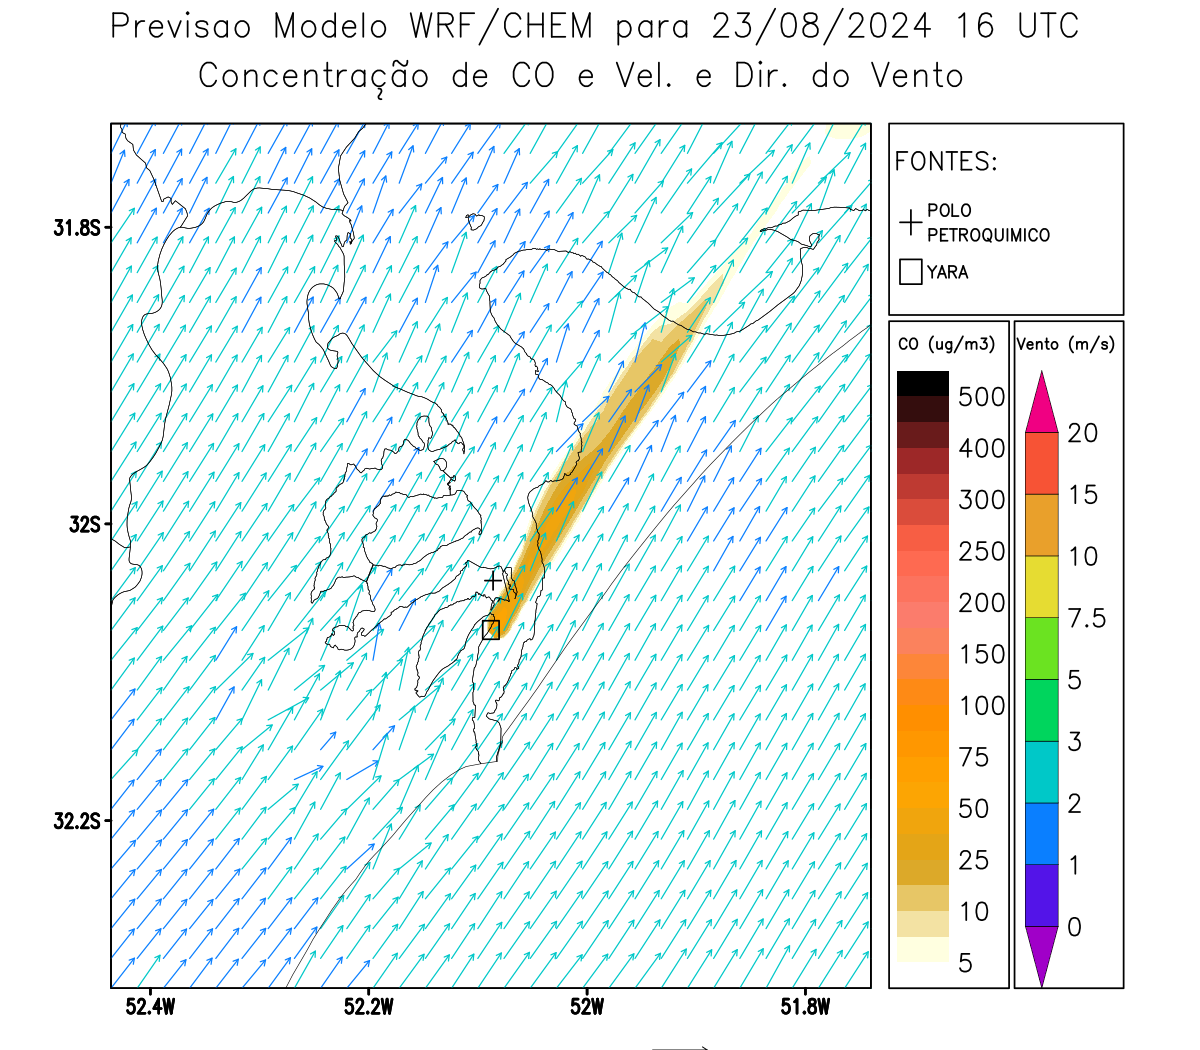 Previsao Modelo WRF/CHEM para 23/08/2024 16 UTC
Concentração de CO e Vel. e Dir. do Vento
FONTES:
POLO
PETROQUIMICO
YARA
CO (ug/m3)
500
400
300
250
200
150
100
75
50
25
10
5
Vento (m/s)
20
15
10
7.5
5
3
2
1
0
31.8S
32S
32.2S
52.4W
52.2W
52W
51.8W